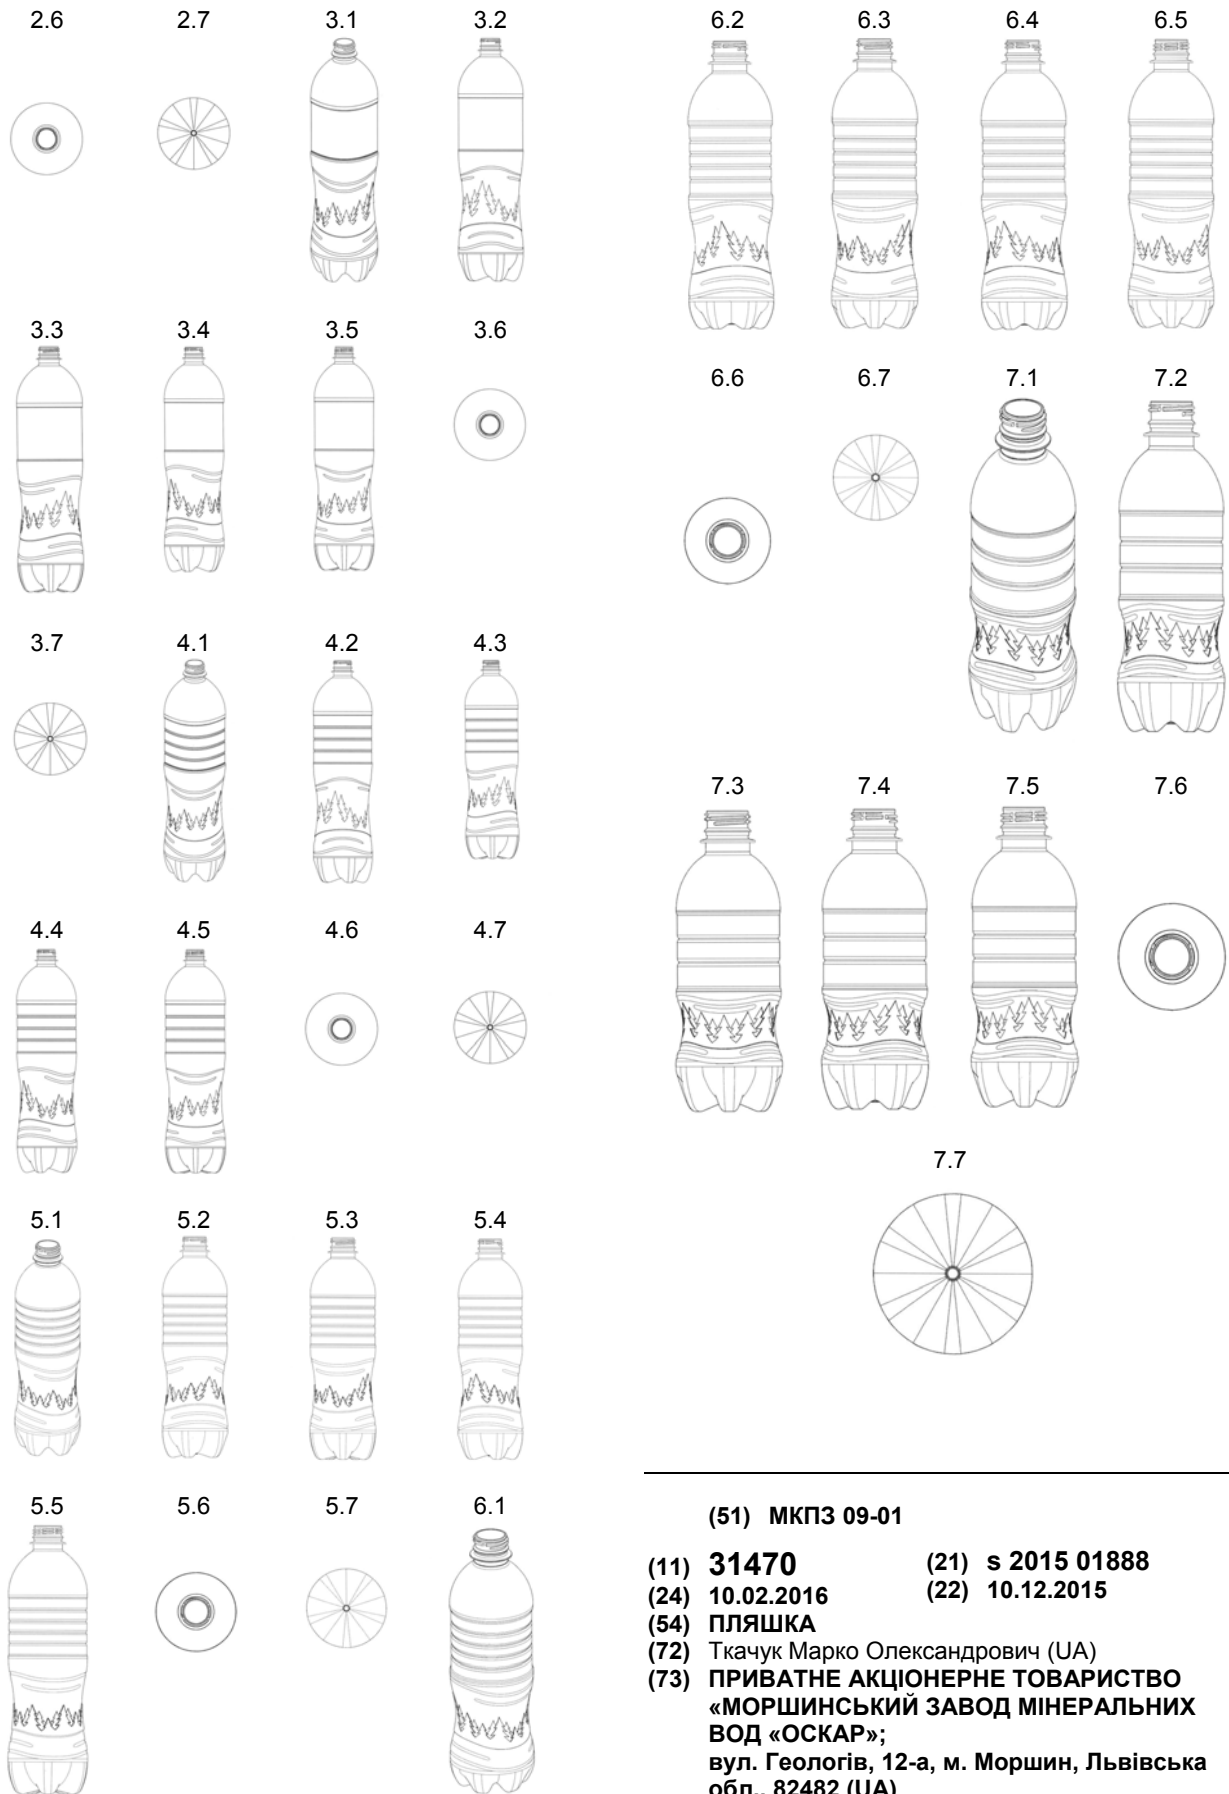 2.6 2.7 3.1 3.2
3.3 3.4 3.5 3.6
3.7 4.1 4.2 4.3
4.4 4.5 4.6 4.7
5.1 5.2 5.3 5.4
5.5 5.6 5.7 6.1
6.2 6.3 6.4 6.5
6.6 6.7 7.1 7.2
7.3 7.4 7.5 7.6
7.7
(51) МКПЗ 09-01
(11) 31470 (21) s 2015 01888
(24) 10.02.2016 (22) 10.12.2015
(54) ПЛЯШКА
(72) Ткачук Марко Олександрович (UA)
(73) ПРИВАТНЕ АКЦІОНЕРНЕ ТОВАРИСТВО
«МОРШИНСЬКИЙ ЗАВОД МІНЕРАЛЬНИХ
ВОД «ОСКАР»;
вул. Геологів, 12-а, м. Моршин, Львівська
обл., 82482 (UA)